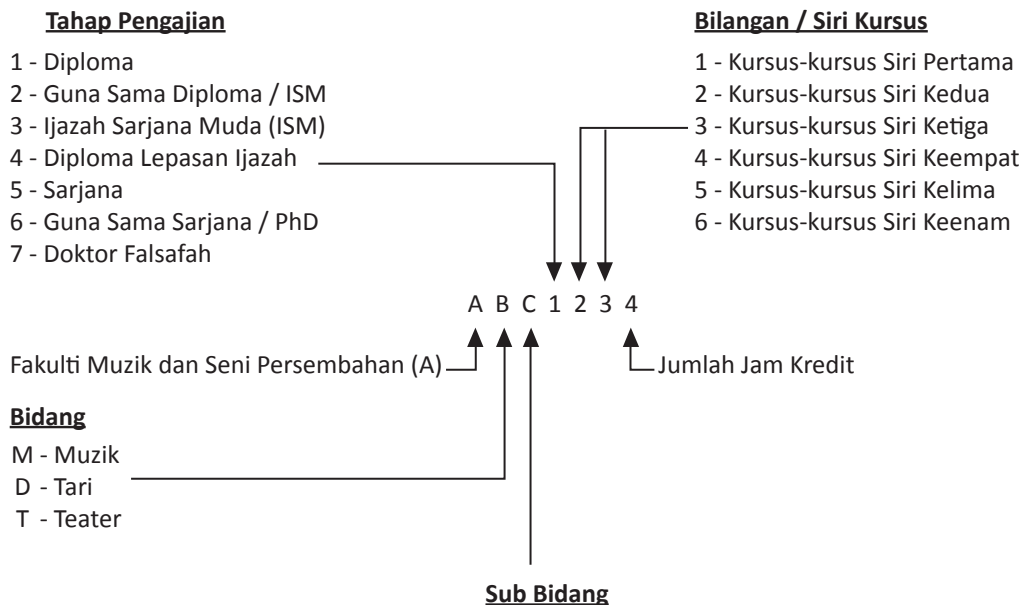 Tahap Pengajian
1 - Diploma
2 - Guna Sama Diploma / ISM
3 - Ijazah Sarjana Muda (ISM)
4 - Diploma Lepasan Ijazah
5 - Sarjana
6 - Guna Sama Sarjana / PhD
7 - Doktor Falsafah
Bilangan / Siri Kursus
1 - Kursus-kursus Siri Pertama
2 - Kursus-kursus Siri Kedua
3 - Kursus-kursus Siri Ketiga
4 - Kursus-kursus Siri Keempat
5 - Kursus-kursus Siri Kelima
6 - Kursus-kursus Siri Keenam
A B C 1 2 3 4
Fakulti Muzik dan Seni Persembahan (A)
Jumlah Jam Kredit
Bidang
M - Muzik
D - Tari
T - Teater
Sub Bidang